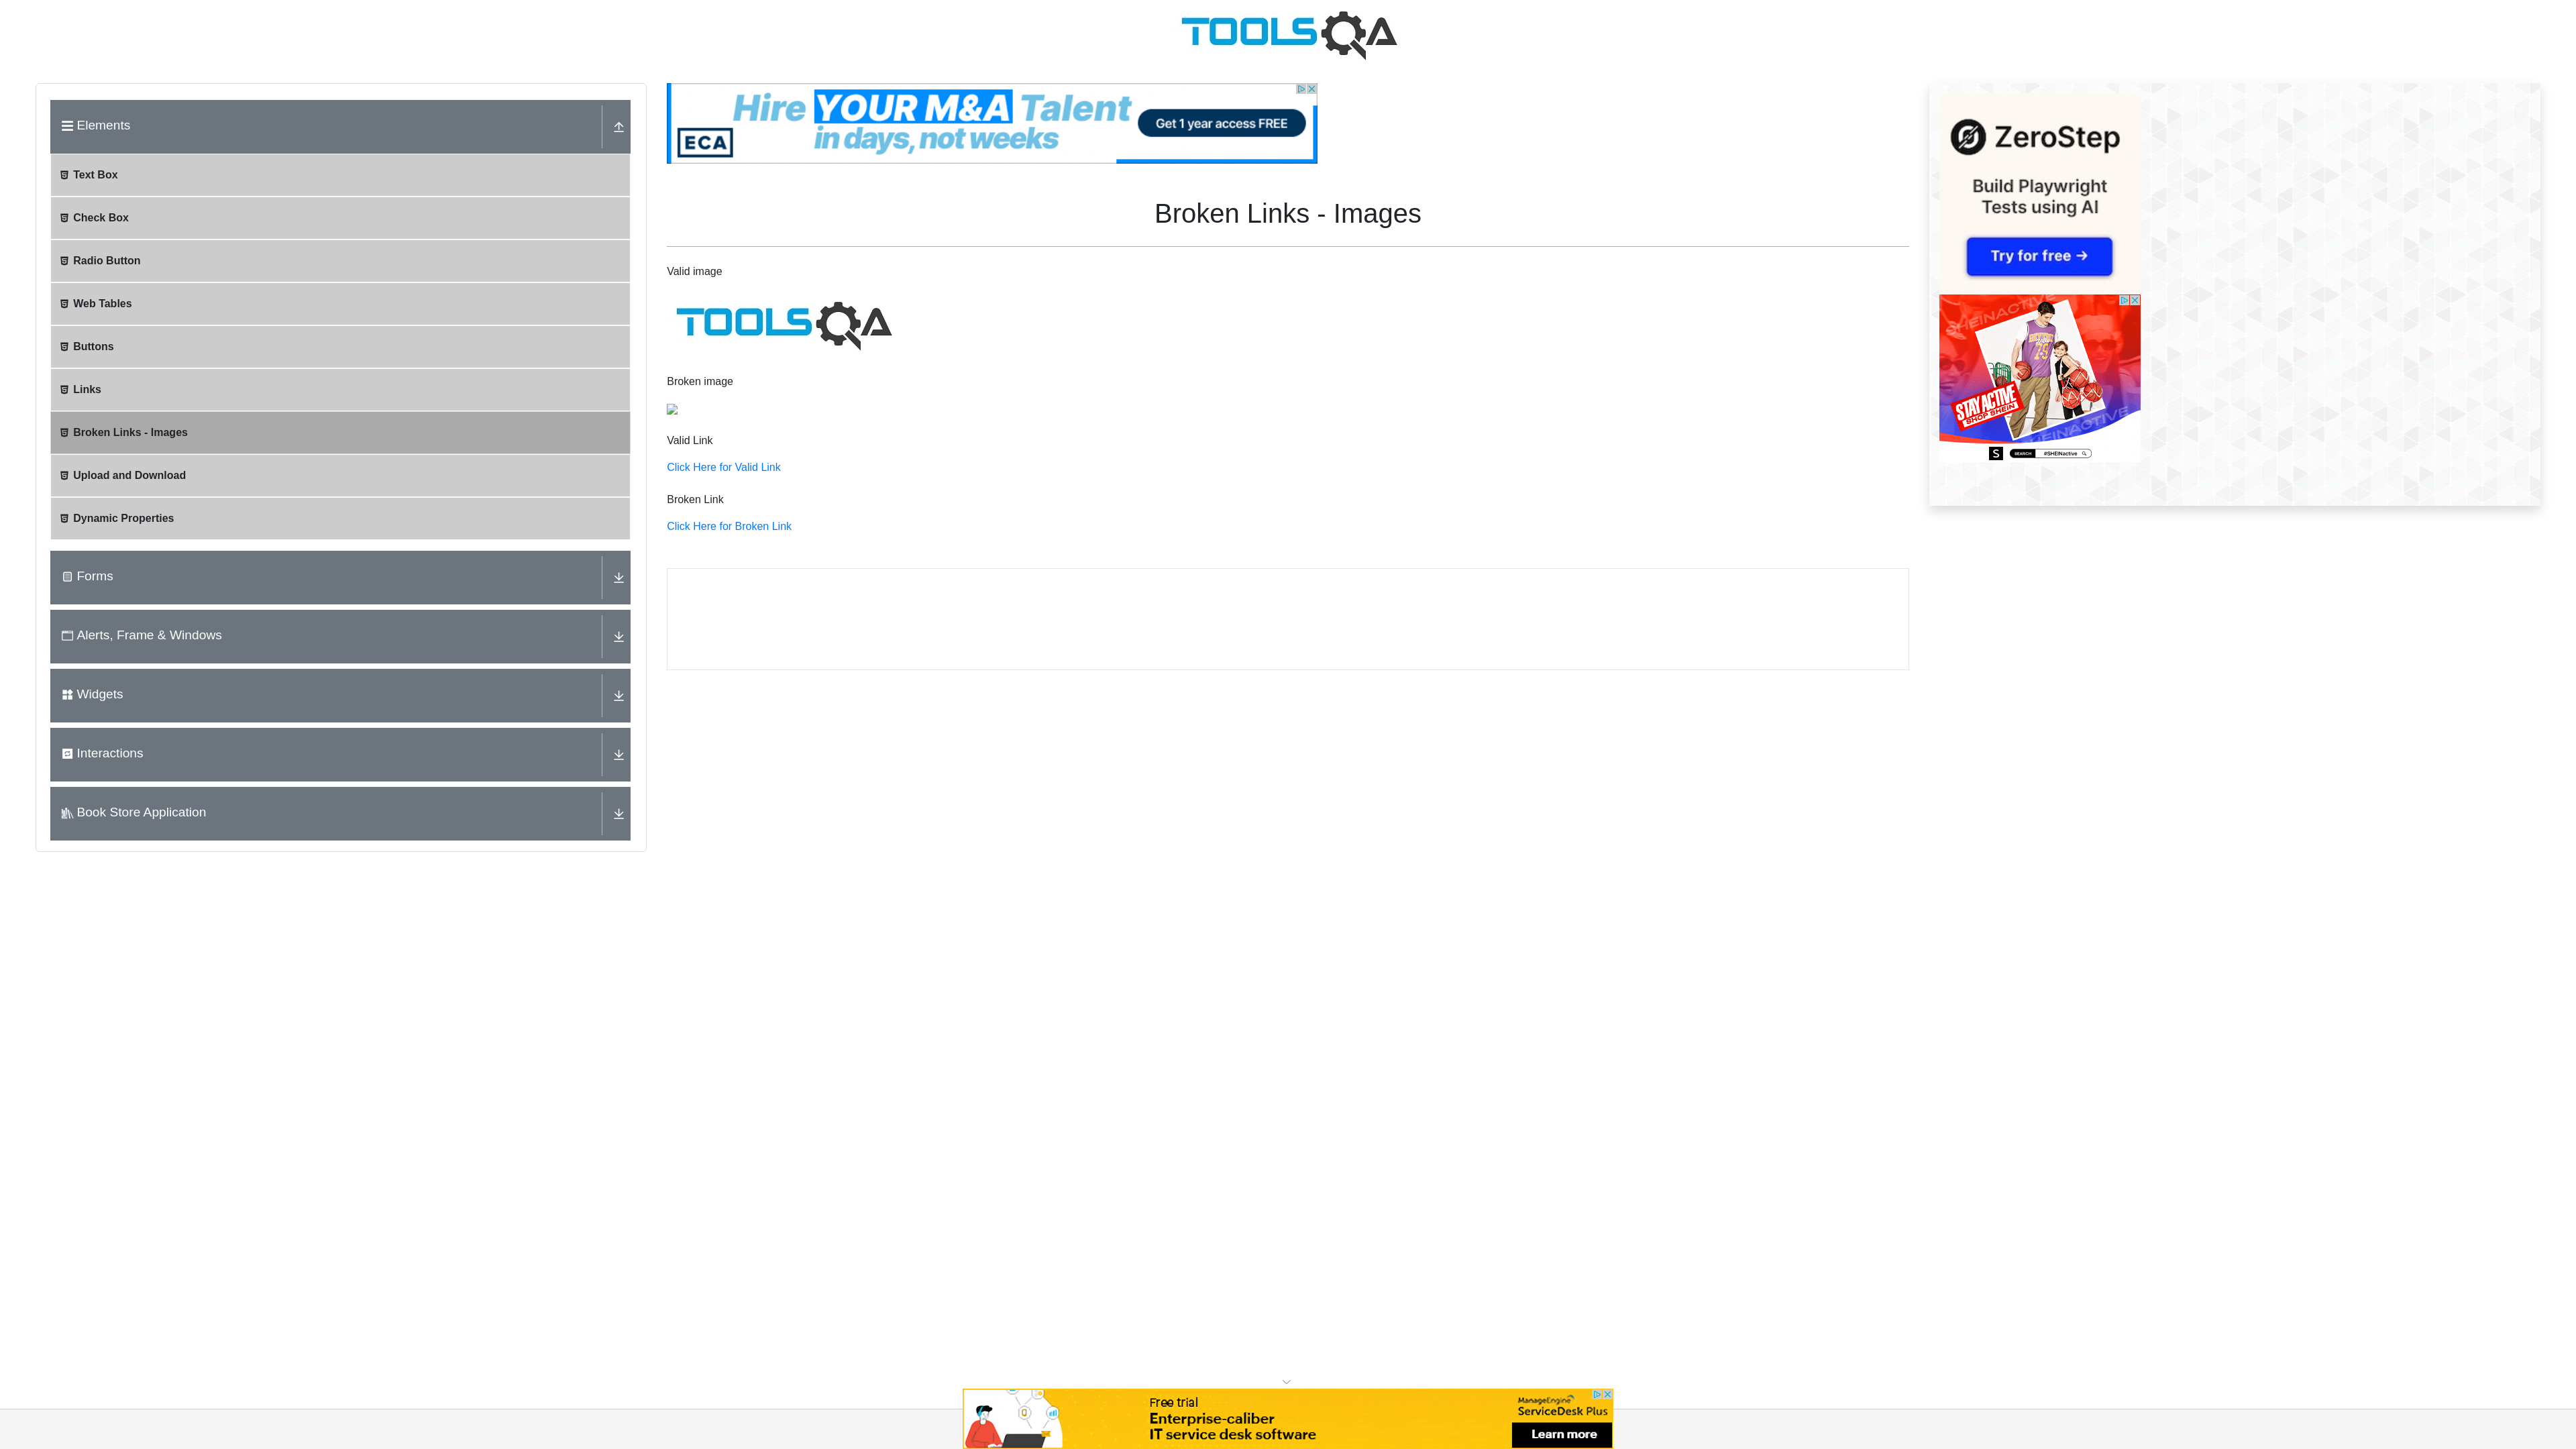 TOOLSQA
Elements
Text Box
Check Box
Radio Button
Web Tables
Buttons
Links
Broken Links - Images
Upload and Download
Dynamic Properties
Forms
Alerts, Frame & Windows
Widgets
Interactions
Book Store Application
Hire YOUR M&A Talent
in days, not weeks
ECA
Get 1 year access FREE
Broken Links - Images
Valid image
TOOLSQA
Broken image
Valid Link
Click Here for Valid Link
Broken Link
Click Here for Broken Link
ZeroStep
Build Playwright
Tests using AI
Try for free →
SHEINACTIVE
STAY ACTIVE
SHOP SHEIN
SHEINACTIVE
S
SEARCH
#SHEINactive
Free trial
Enterprise-caliber
IT service desk software
ManageEngine
ServiceDesk Plus
Learn more